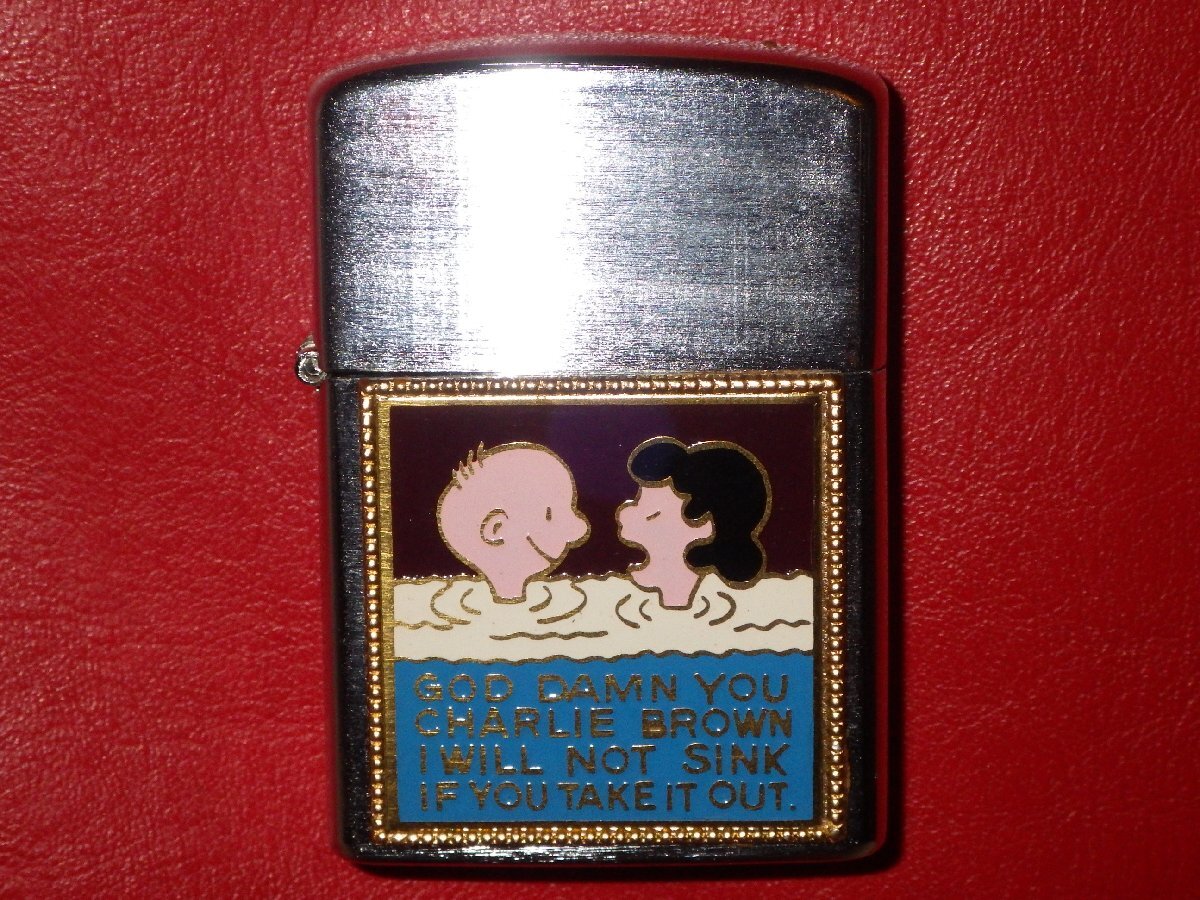 GOD DAMN YOU
CHARLIE BROWN
I WILL NOT SINK
IF YOU TAKE IT OUT.